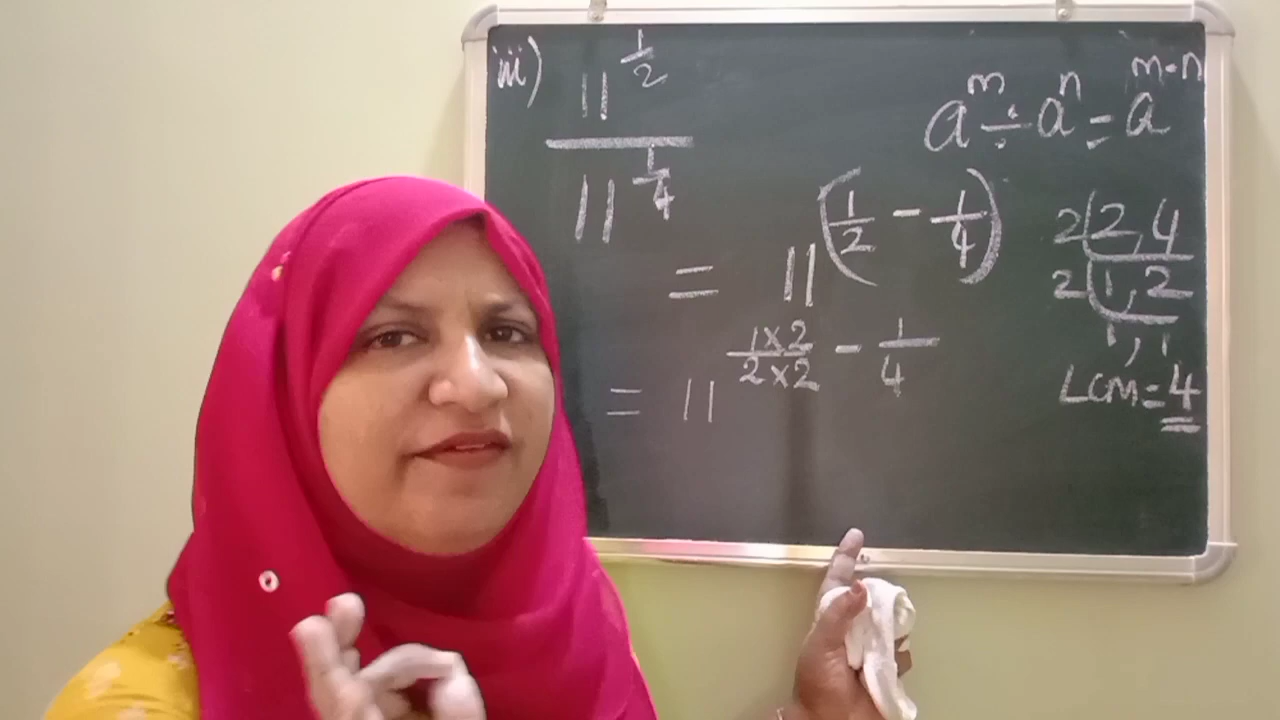 iii) 11^(1/2) / 11^(1/4)
a^m ÷ a^n = a^(m-n)
= 11^(1/2 - 1/4)
= 11^((1×2)/(2×2) - 1/4)
2 | 2, 4
2 | 1, 2
1, 1
LCM = 4